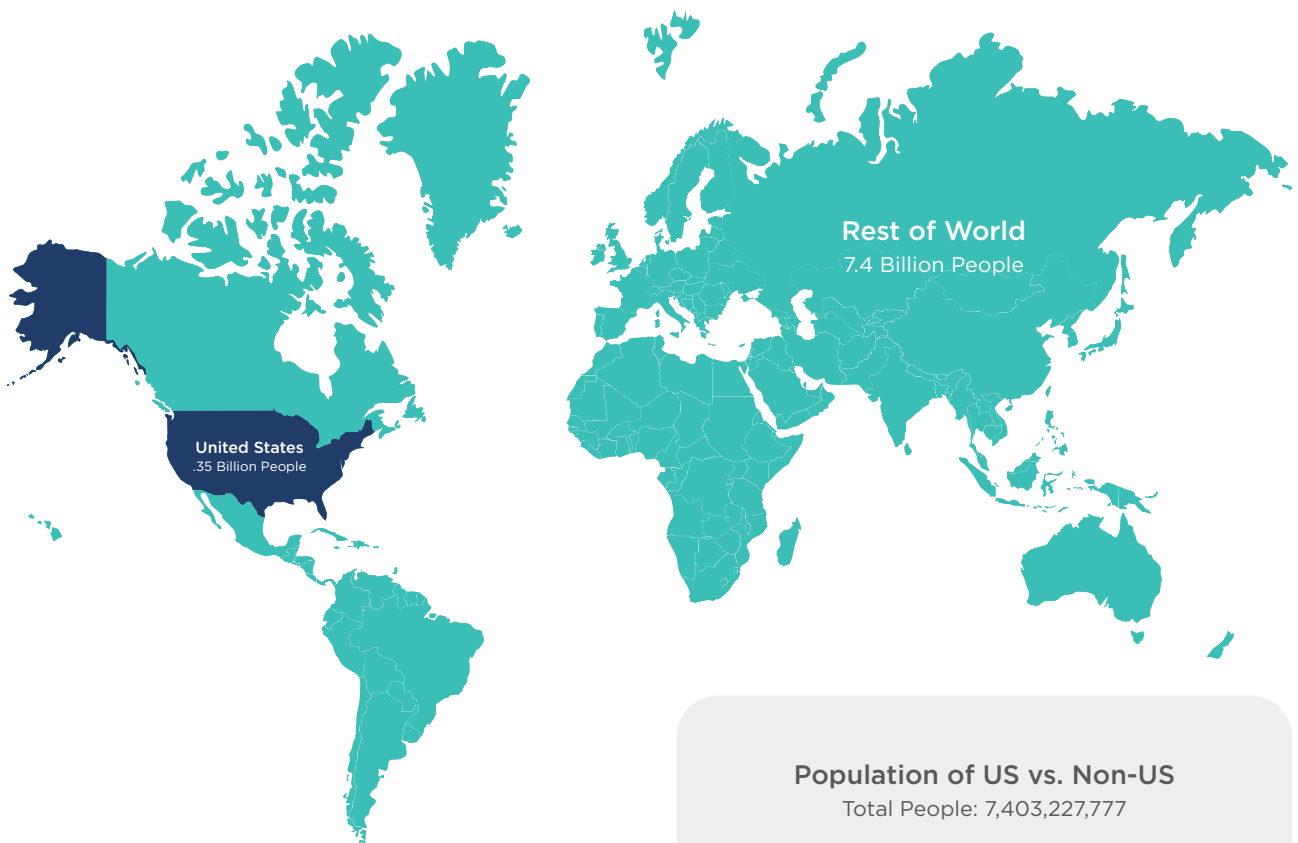 Rest of World
7.4 Billion People
United States
.35 Billion People
Population of US vs. Non-US
Total People: 7,403,227,777